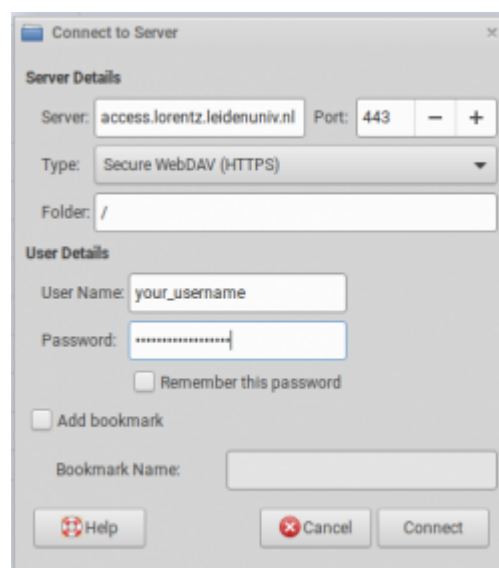 Connect to Server
Server Details
Server: access.lorentz.leidenuniv.nl Port: 443 − +
Type: Secure WebDAV (HTTPS)
Folder: /
User Details
User Name: your_username
Password: ••••••••••••••••••
Remember this password
Add bookmark
Bookmark Name:
Help Cancel Connect